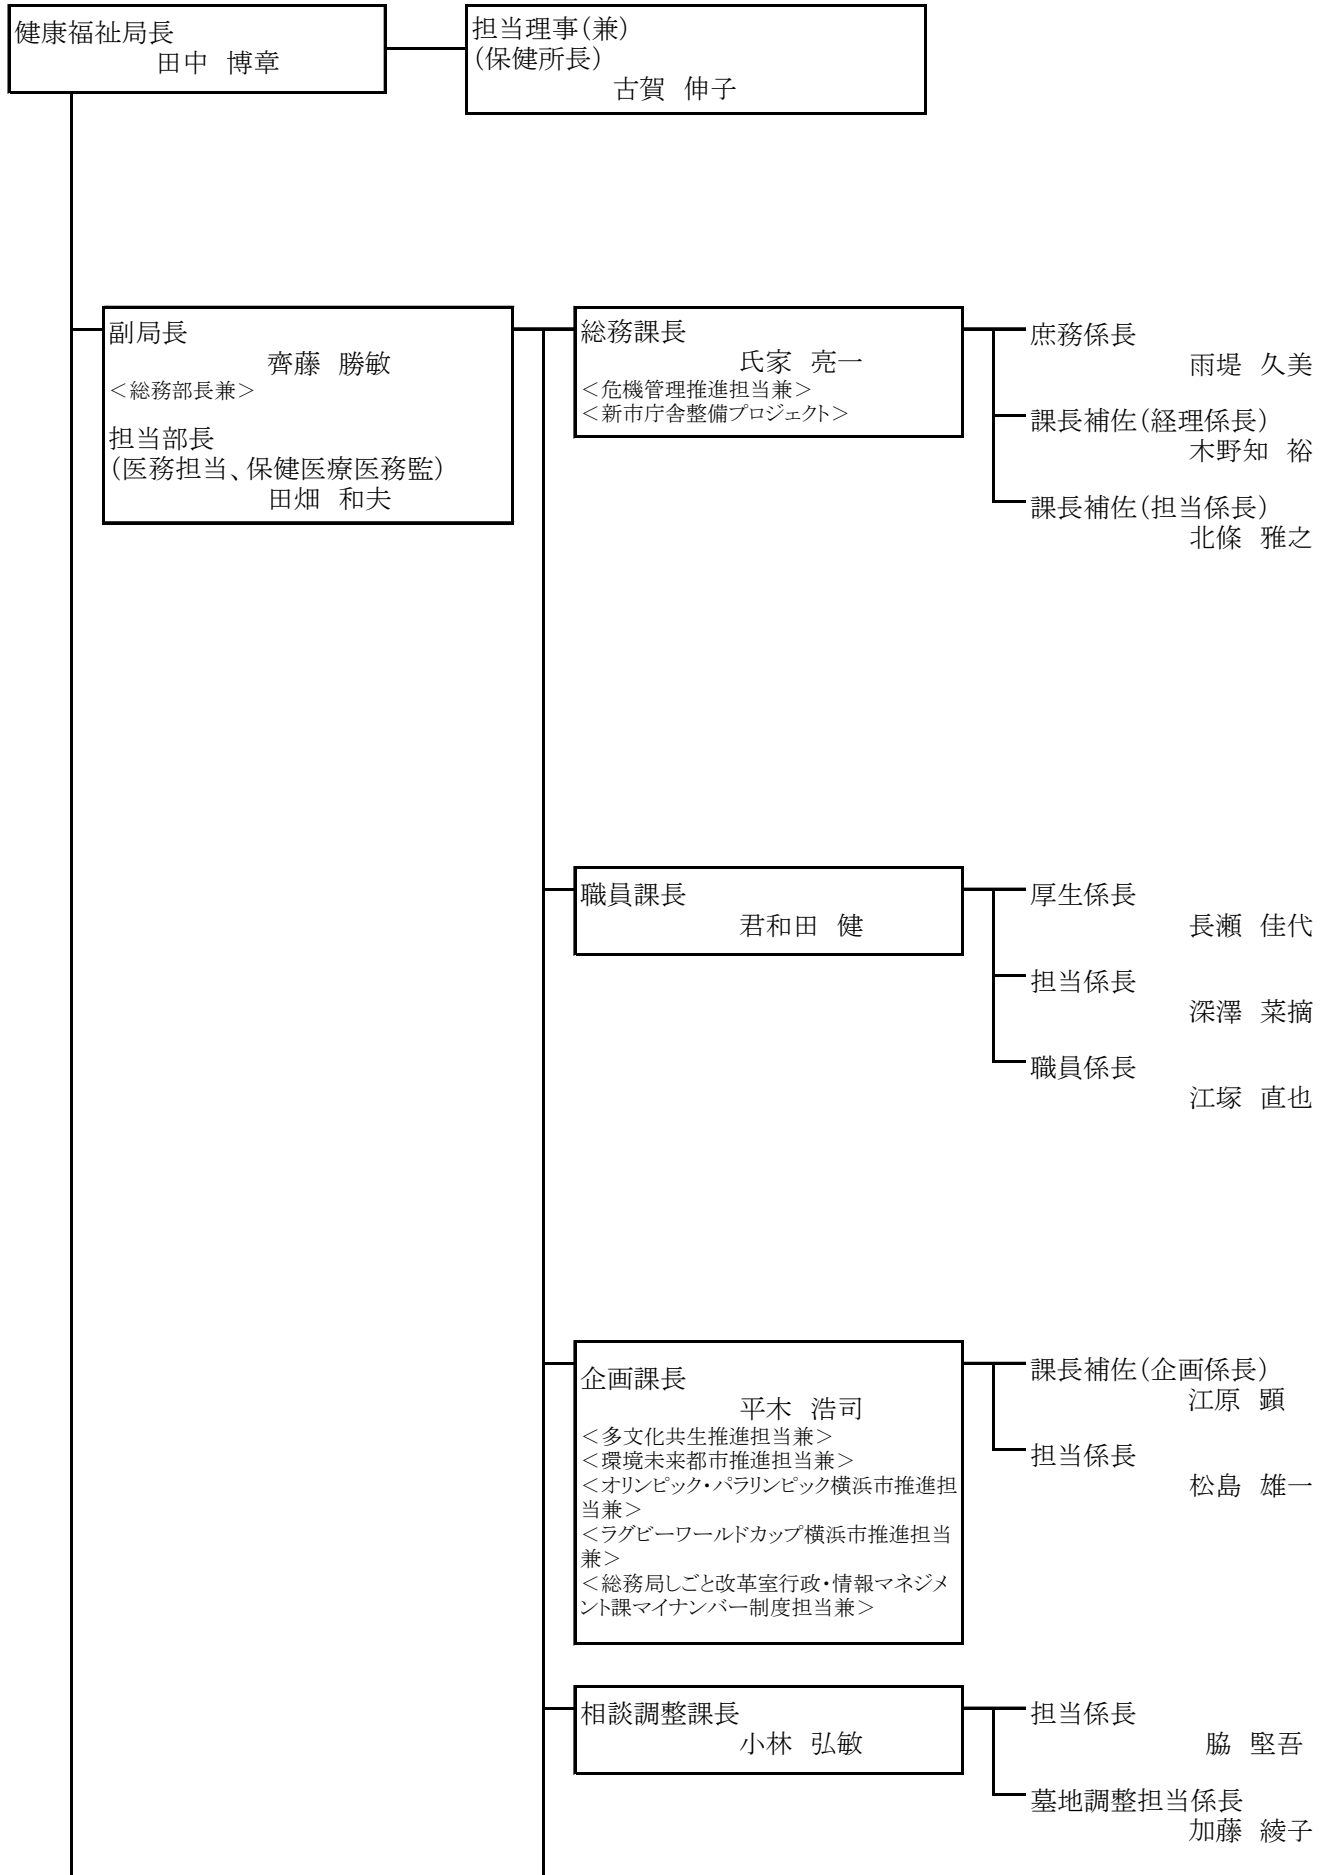 健康福祉局長
田中 博章
担当理事(兼)
(保健所長)
古賀 伸子
副局長
齊藤 勝敏
＜総務部長兼＞
担当部長
(医務担当、保健医療医務監)
田畑 和夫
総務課長
氏家 亮一
＜危機管理推進担当兼＞
＜新市庁舎整備プロジェクト＞
庶務係長
雨堤 久美
課長補佐(経理係長)
木野知 裕
課長補佐(担当係長)
北條 雅之
職員課長
君和田 健
厚生係長
長瀬 佳代
担当係長
深澤 菜摘
職員係長
江塚 直也
企画課長
平木 浩司
＜多文化共生推進担当兼＞
＜環境未来都市推進担当兼＞
＜オリンピック・パラリンピック横浜市推進担
当兼＞
＜ラグビーワールドカップ横浜市推進担当
兼＞
＜総務局しごと改革室行政・情報マネジメ
ント課マイナンバー制度担当兼＞
課長補佐(企画係長)
江原 顕
担当係長
松島 雄一
相談調整課長
小林 弘敏
担当係長
脇 堅吾
墓地調整担当係長
加藤 綾子